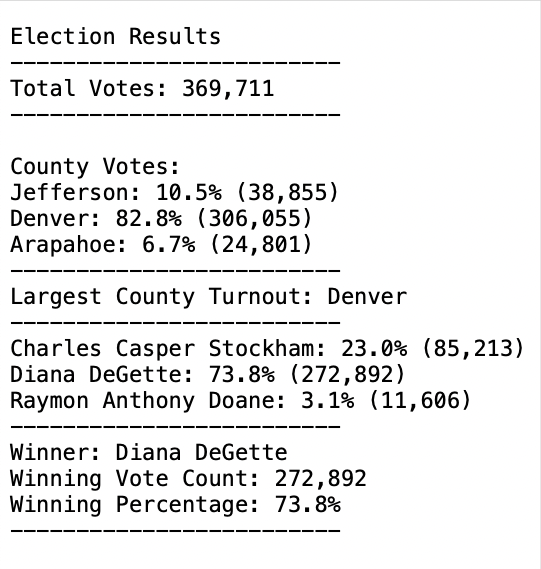 Election Results
-------------------------
Total Votes: 369,711
-------------------------
County Votes:
Jefferson: 10.5% (38,855)
Denver: 82.8% (306,055)
Arapahoe: 6.7% (24,801)
-------------------------
Largest County Turnout: Denver
-------------------------
Charles Casper Stockham: 23.0% (85,213)
Diana DeGette: 73.8% (272,892)
Raymon Anthony Doane: 3.1% (11,606)
-------------------------
Winner: Diana DeGette
Winning Vote Count: 272,892
Winning Percentage: 73.8%
-------------------------